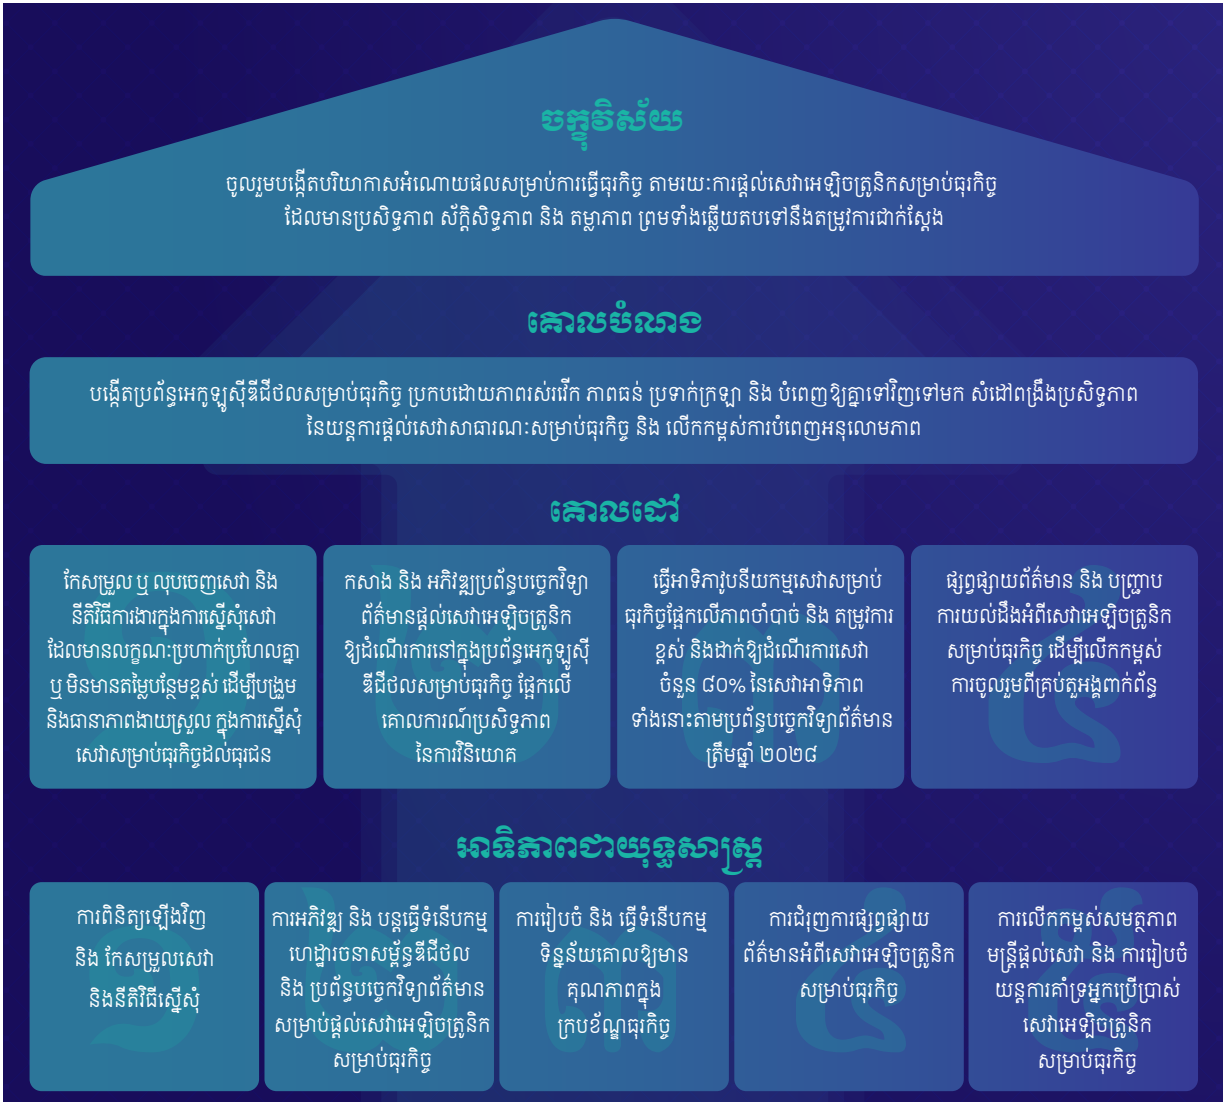 ចក្ខុវិស័យ
ចូលរួមបង្កើតបរិយាកាសអំណោយផលសម្រាប់ការធ្វើធុរកិច្ច តាមរយៈការផ្តល់សេវាអេឡិចត្រូនិកសម្រាប់ធុរកិច្ច
ដែលមានប្រសិទ្ធភាព ស័ក្តិសិទ្ធភាព និង តម្លាភាព ព្រមទាំងឆ្លើយតបទៅនឹងតម្រូវការជាក់ស្តែង
គោលបំណង
បង្កើតប្រព័ន្ធអេកូឡូស៊ីឌីជីថលសម្រាប់ធុរកិច្ច ប្រកបដោយភាពរស់រវើក ភាពធន់ ប្រទាក់ក្រឡា និង បំពេញឱ្យគ្នាទៅវិញទៅមក សំដៅពង្រឹងប្រសិទ្ធភាព
នៃយន្តការផ្តល់សេវាសាធារណៈសម្រាប់ធុរកិច្ច និង លើកកម្ពស់ការបំពេញអនុលោមភាព
គោលដៅ
១
កែសម្រួល ឬ លុបចេញសេវា និង
នីតិវិធីការងារក្នុងការស្នើសុំសេវា
ដែលមានលក្ខណៈប្រហាក់ប្រហែលគ្នា
ឬ មិនមានតម្លៃបន្ថែមខ្ពស់ ដើម្បីបង្រួម
និងធានាភាពងាយស្រួល ក្នុងការស្នើសុំ
សេវាសម្រាប់ធុរកិច្ចដល់ធុរជន
២
កសាង និង អភិវឌ្ឍប្រព័ន្ធបច្ចេកវិទ្យា
ព័ត៌មានផ្តល់សេវាអេឡិចត្រូនិក
ឱ្យដំណើរការនៅក្នុងប្រព័ន្ធអេកូឡូស៊ី
ឌីជីថលសម្រាប់ធុរកិច្ច ផ្អែកលើ
គោលការណ៍ប្រសិទ្ធភាព
នៃការវិនិយោគ
៣
ធ្វើអាទិភាវូបនីយកម្មសេវាសម្រាប់
ធុរកិច្ចផ្អែកលើភាពចាំបាច់ និង តម្រូវការ
ខ្ពស់ និងដាក់ឱ្យដំណើរការសេវា
ចំនួន ៨០% នៃសេវាអាទិភាព
ទាំងនោះតាមប្រព័ន្ធបច្ចេកវិទ្យាព័ត៌មាន
ត្រឹមឆ្នាំ ២០២៨
៤
ផ្សព្វផ្សាយព័ត៌មាន និង បញ្ជ្រាប
ការយល់ដឹងអំពីសេវាអេឡិចត្រូនិក
សម្រាប់ធុរកិច្ច ដើម្បីលើកកម្ពស់
ការចូលរួមពីគ្រប់តួអង្គពាក់ព័ន្ធ
អាទិភាពជាយុទ្ធសាស្ត្រ
១
ការពិនិត្យឡើងវិញ
និង កែសម្រួលសេវា
និងនីតិវិធីស្នើសុំ
២
ការអភិវឌ្ឍ និង បន្តធ្វើទំនើបកម្ម
ហេដ្ឋារចនាសម្ព័ន្ធឌីជីថល
និង ប្រព័ន្ធបច្ចេកវិទ្យាព័ត៌មាន
សម្រាប់ផ្តល់សេវាអេឡិចត្រូនិក
សម្រាប់ធុរកិច្ច
៣
ការរៀបចំ និង ធ្វើទំនើបកម្ម
ទិន្នន័យគោលឱ្យមាន
គុណភាពក្នុង
ក្របខ័ណ្ឌធុរកិច្ច
៤
ការជំរុញការផ្សព្វផ្សាយ
ព័ត៌មានអំពីសេវាអេឡិចត្រូនិក
សម្រាប់ធុរកិច្ច
៥
ការលើកកម្ពស់សមត្ថភាព
មន្ត្រីផ្តល់សេវា និង ការរៀបចំ
យន្តការគាំទ្រអ្នកប្រើប្រាស់
សេវាអេឡិចត្រូនិក
សម្រាប់ធុរកិច្ច